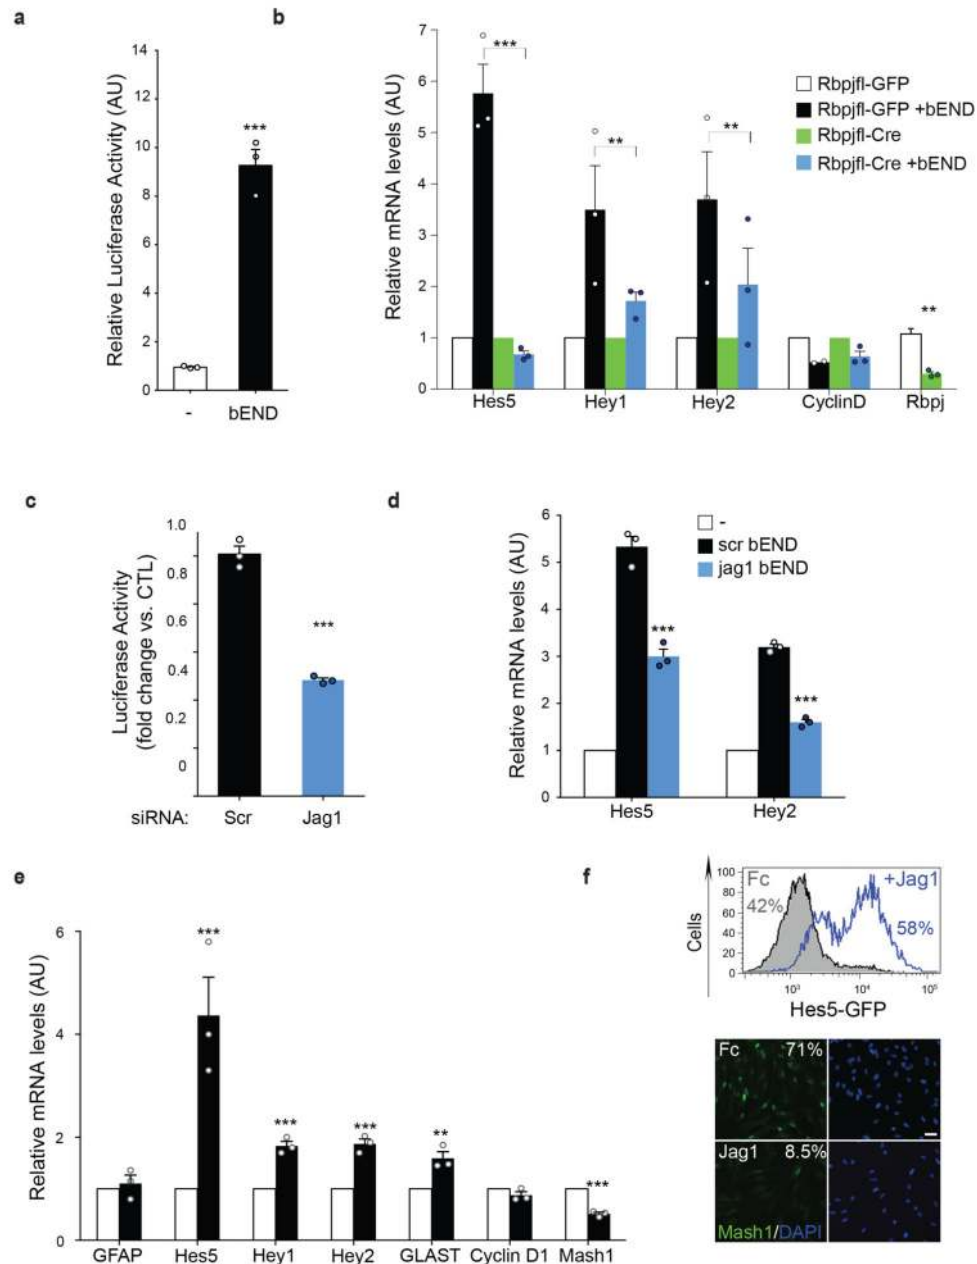 a
Relative Luciferase Activity (AU)
14
12
10
8
6
4
2
0
***
-
bEND
b
Relative mRNA levels (AU)
7
6
5
4
3
2
1
0
***
**
**
**
Rbpjfl-GFP
Rbpjfl-GFP +bEND
Rbpjfl-Cre
Rbpjfl-Cre +bEND
Hes5
Hey1
Hey2
CyclinD
Rbpj
c
Luciferase Activity
(fold change vs. CTL)
1.0
0.8
0.6
0.4
0.2
0
***
siRNA:
Scr
Jag1
d
Relative mRNA levels (AU)
6
5
4
3
2
1
0
-
scr bEND
jag1 bEND
***
***
Hes5
Hey2
e
Relative mRNA levels (AU)
6
4
2
0
***
***
***
**
***
GFAP
Hes5
Hey1
Hey2
GLAST
Cyclin D1
Mash1
f
Cells
100
80
60
40
20
0
Fc
42%
+Jag1
58%
10³
10⁴
10⁵
Hes5-GFP
Fc
71%
Jag1
8.5%
Mash1/DAPI